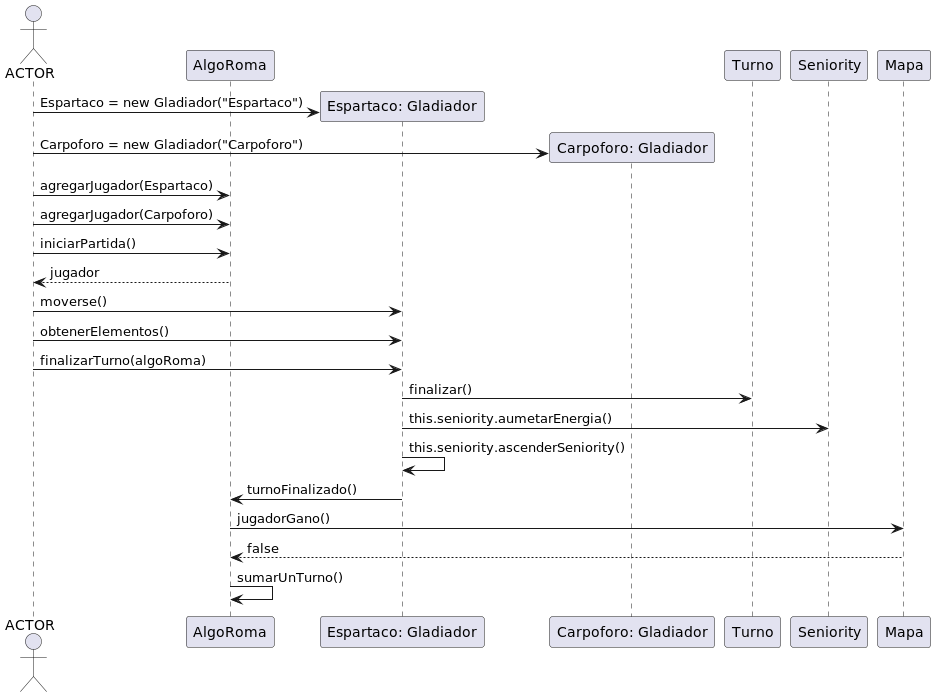 ACTOR
AlgoRoma
Turno
Seniority
Mapa
Espartaco = new Gladiador("Espartaco")
Espartaco: Gladiador
Carpoforo = new Gladiador("Carpoforo")
Carpoforo: Gladiador
agregarJugador(Espartaco)
agregarJugador(Carpoforo)
iniciarPartida()
jugador
moverse()
obtenerElementos()
finalizarTurno(algoRoma)
finalizar()
this.seniority.aumetarEnergia()
this.seniority.ascenderSeniority()
turnoFinalizado()
jugadorGano()
false
sumarUnTurno()
ACTOR
AlgoRoma
Espartaco: Gladiador
Carpoforo: Gladiador
Turno
Seniority
Mapa